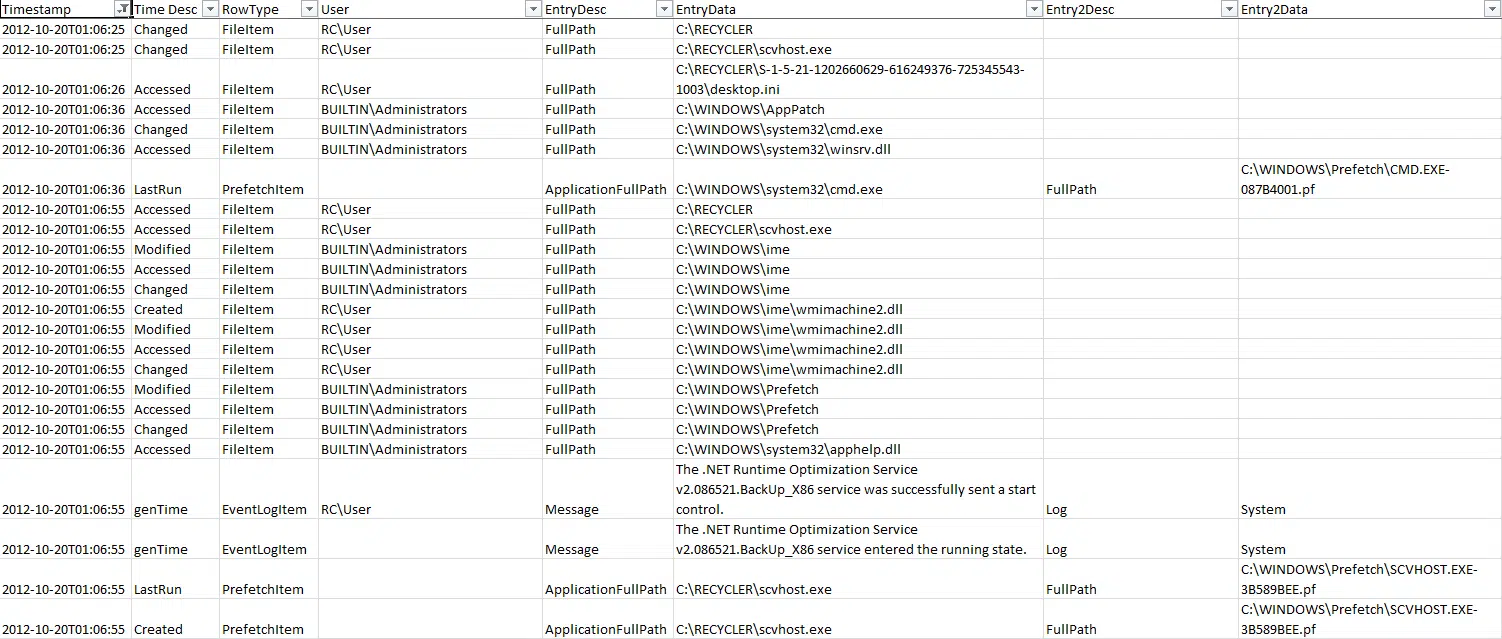 Timestamp Time Desc RowType User EntryDesc EntryData Entry2Desc Entry2Data
2012-10-20T01:06:25 Changed FileItem RC\User FullPath C:\RECYCLER
2012-10-20T01:06:25 Changed FileItem RC\User FullPath C:\RECYCLER\scvhost.exe
C:\RECYCLER\S-1-5-21-1202660629-616249376-725345543-
2012-10-20T01:06:26 Accessed FileItem RC\User FullPath 1003\desktop.ini
2012-10-20T01:06:36 Accessed FileItem BUILTIN\Administrators FullPath C:\WINDOWS\AppPatch
2012-10-20T01:06:36 Changed FileItem BUILTIN\Administrators FullPath C:\WINDOWS\system32\cmd.exe
2012-10-20T01:06:36 Accessed FileItem BUILTIN\Administrators FullPath C:\WINDOWS\system32\winsrv.dll
C:\WINDOWS\Prefetch\CMD.EXE-
2012-10-20T01:06:36 LastRun PrefetchItem ApplicationFullPath C:\WINDOWS\system32\cmd.exe FullPath 087B4001.pf
2012-10-20T01:06:55 Accessed FileItem RC\User FullPath C:\RECYCLER
2012-10-20T01:06:55 Accessed FileItem RC\User FullPath C:\RECYCLER\scvhost.exe
2012-10-20T01:06:55 Modified FileItem BUILTIN\Administrators FullPath C:\WINDOWS\ime
2012-10-20T01:06:55 Accessed FileItem BUILTIN\Administrators FullPath C:\WINDOWS\ime
2012-10-20T01:06:55 Changed FileItem BUILTIN\Administrators FullPath C:\WINDOWS\ime
2012-10-20T01:06:55 Created FileItem RC\User FullPath C:\WINDOWS\ime\wmimachine2.dll
2012-10-20T01:06:55 Modified FileItem RC\User FullPath C:\WINDOWS\ime\wmimachine2.dll
2012-10-20T01:06:55 Accessed FileItem RC\User FullPath C:\WINDOWS\ime\wmimachine2.dll
2012-10-20T01:06:55 Changed FileItem RC\User FullPath C:\WINDOWS\ime\wmimachine2.dll
2012-10-20T01:06:55 Modified FileItem BUILTIN\Administrators FullPath C:\WINDOWS\Prefetch
2012-10-20T01:06:55 Accessed FileItem BUILTIN\Administrators FullPath C:\WINDOWS\Prefetch
2012-10-20T01:06:55 Changed FileItem BUILTIN\Administrators FullPath C:\WINDOWS\Prefetch
2012-10-20T01:06:55 Accessed FileItem BUILTIN\Administrators FullPath C:\WINDOWS\system32\apphelp.dll
The .NET Runtime Optimization Service
v2.086521.BackUp_X86 service was successfully sent a start
2012-10-20T01:06:55 genTime EventLogItem RC\User Message control. Log System
The .NET Runtime Optimization Service
2012-10-20T01:06:55 genTime EventLogItem Message v2.086521.BackUp_X86 service entered the running state. Log System
C:\WINDOWS\Prefetch\SCVHOST.EXE-
2012-10-20T01:06:55 LastRun PrefetchItem ApplicationFullPath C:\RECYCLER\scvhost.exe FullPath 3B589BEE.pf
C:\WINDOWS\Prefetch\SCVHOST.EXE-
2012-10-20T01:06:55 Created PrefetchItem ApplicationFullPath C:\RECYCLER\scvhost.exe FullPath 3B589BEE.pf